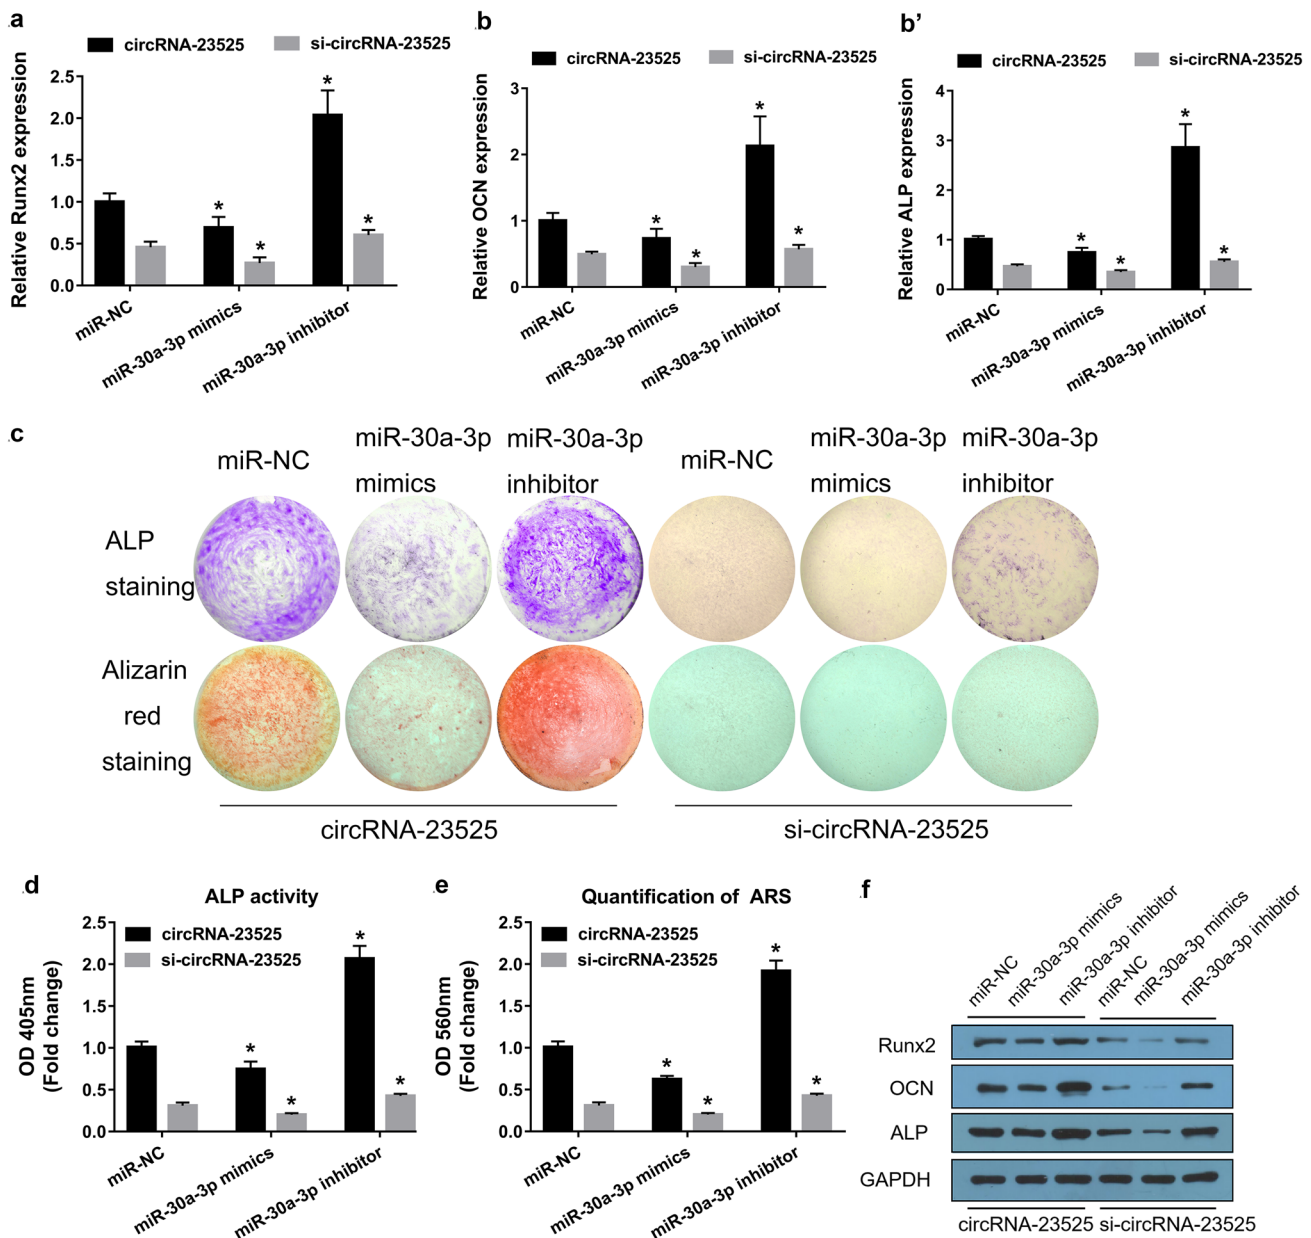 .a
circRNA-23525 si-circRNA-23525
Relative Runx2 expression
2.5
2.0
1.5
1.0
0.5
0.0
* * * *
miR-NC
miR-30a-3p mimics
miR-30a-3p inhibitor
.b
circRNA-23525 si-circRNA-23525
Relative OCN expression
3
2
1
0
* * * *
miR-NC
miR-30a-3p mimics
miR-30a-3p inhibitor
b'
circRNA-23525 si-circRNA-23525
Relative ALP expression
4
3
2
1
0
* * * *
miR-NC
miR-30a-3p mimics
miR-30a-3p inhibitor
.c
miR-NC
miR-30a-3p
mimics
miR-30a-3p
inhibitor
miR-NC
miR-30a-3p
mimics
miR-30a-3p
inhibitor
ALP
staining
Alizarin
red
staining
circRNA-23525
si-circRNA-23525
.d
ALP activity
circRNA-23525
si-circRNA-23525
OD 405nm
(Fold change)
2.5
2.0
1.5
1.0
0.5
0.0
* * * *
miR-NC
miR-30a-3p mimics
miR-30a-3p inhibitor
.e
Quantification of ARS
circRNA-23525
si-circRNA-23525
OD 560nm
(Fold change)
2.5
2.0
1.5
1.0
0.5
0.0
* * * *
miR-NC
miR-30a-3p mimics
miR-30a-3p inhibitor
.f
miR-NC
miR-30a-3p mimics
miR-30a-3p inhibitor
miR-NC
miR-30a-3p mimics
miR-30a-3p inhibitor
Runx2
OCN
ALP
GAPDH
circRNA-23525 si-circRNA-23525